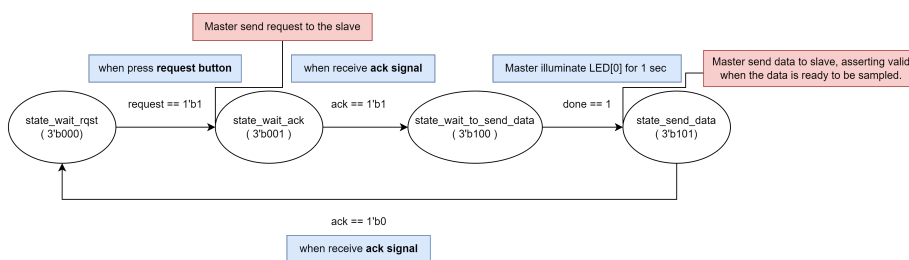 Master send request to the slave
when press request button
when receive ack signal
Master illuminate LED[0] for 1 sec
Master send data to slave, asserting valid
when the data is ready to be sampled.
state_wait_rqst
( 3'b000)
request == 1'b1
state_wait_ack
( 3'b001 )
ack == 1'b1
state_wait_to_send_data
( 3'b100 )
done == 1
state_send_data
( 3'b101)
ack == 1'b0
when receive ack signal